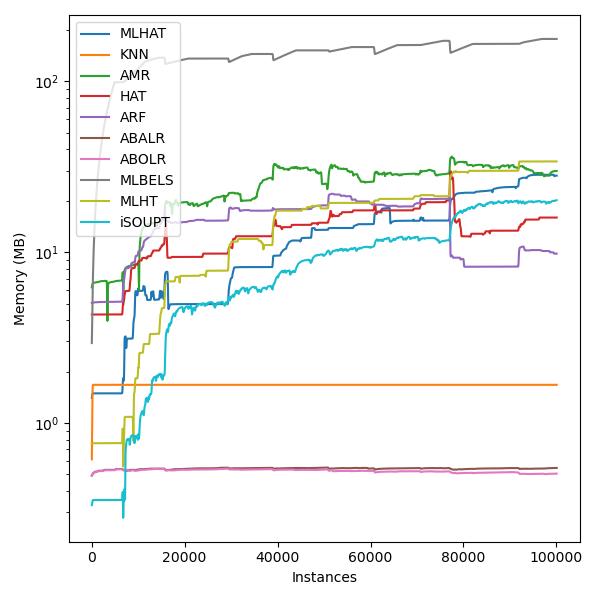 MLHAT
KNN
AMR
HAT
ARF
ABALR
ABOLR
MLBELS
MLHT
iSOUPT
10²
10¹
10⁰
Memory (MB)
0 20000 40000 60000 80000 100000
Instances